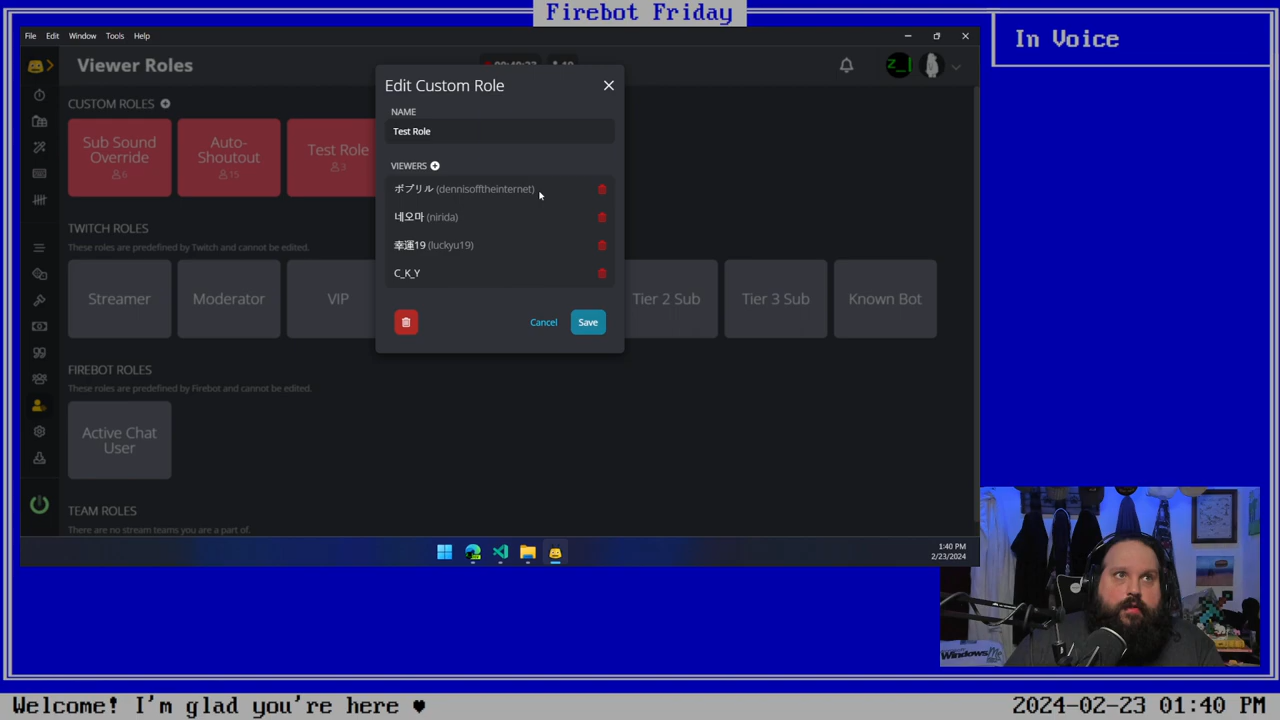 Firebot Friday
In Voice
File Edit Window Tools Help
Viewer Roles
CUSTOM ROLES
Sub Sound Override
6
Auto-Shoutout
15
Test Role
3
Edit Custom Role
NAME
Test Role
VIEWERS
ポプリル (dennisofftheinternet)
네오마 (nirida)
幸運19 (luckyu19)
C_K_Y
Cancel
Save
TWITCH ROLES
These roles are predefined by Twitch and cannot be edited.
Streamer
Moderator
VIP
Tier 2 Sub
Tier 3 Sub
Known Bot
FIREBOT ROLES
These roles are predefined by Firebot and cannot be edited.
Active Chat User
TEAM ROLES
There are no stream teams you are a part of.
z_l
1:40 PM
2/23/2024
Windows
Welcome! I'm glad you're here ♥
2024-02-23 01:40 PM